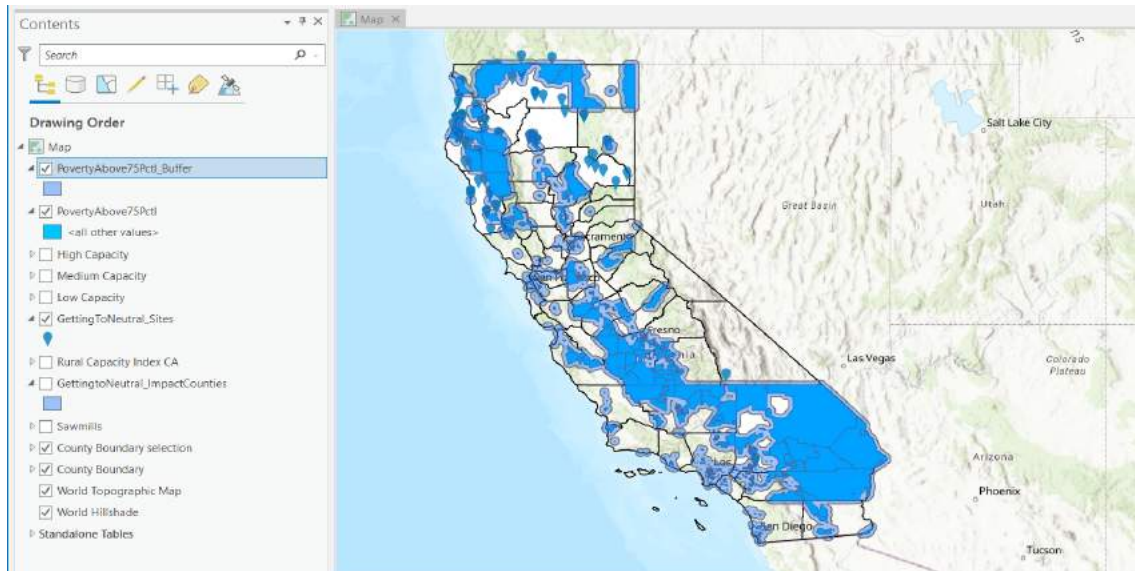 Contents
Search
Drawing Order
Map
PovertyAbove75Pctl_Buffer
PovertyAbove75Pctl
<all other values>
High Capacity
Medium Capacity
Low Capacity
GettingToNeutral_Sites
Rural Capacity Index CA
GettingtoNeutral_ImpactCounties
Sawmills
County Boundary selection
County Boundary
World Topographic Map
World Hillshade
Standalone Tables
Map
Salt Lake City
Great Basin
Utah
Fresno
Las Vegas
Colorado
Plateau
Los
Arizona
Phoenix
San Diego
Tucson